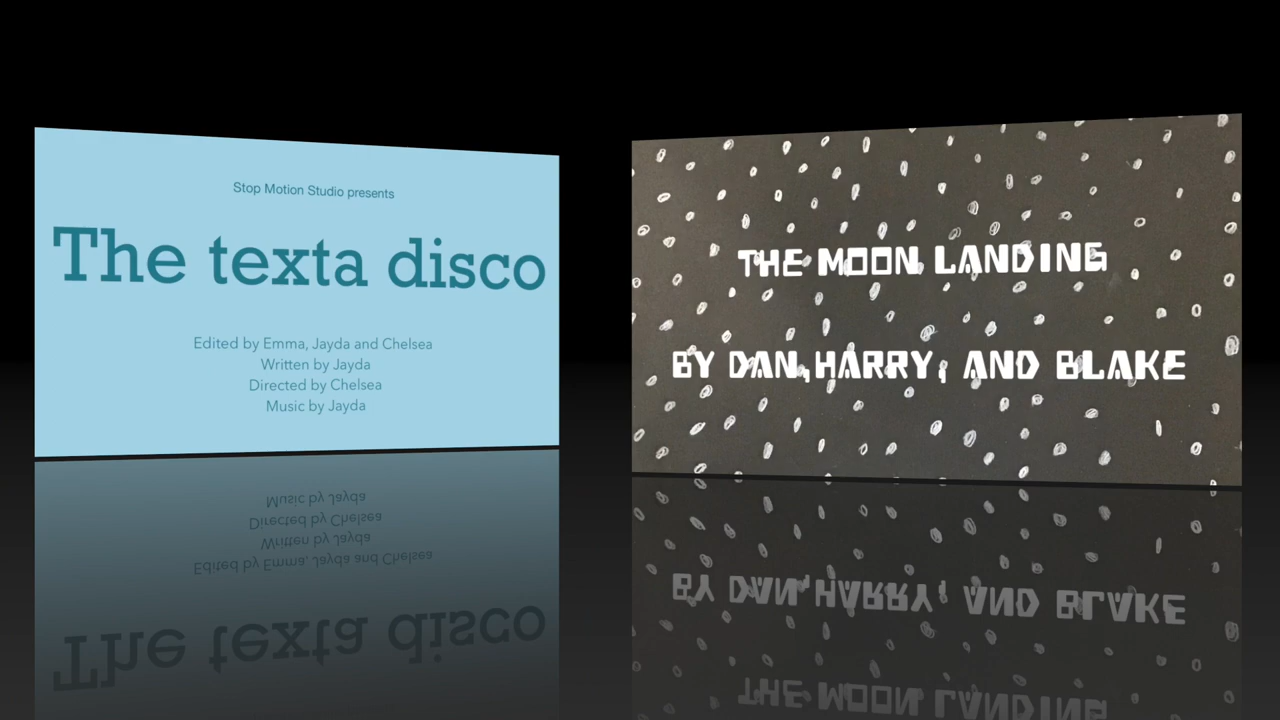 Stop Motion Studio presents
The texta disco
Edited by Emma, Jayda and Chelsea
Written by Jayda
Directed by Chelsea
Music by Jayda
THE MOON LANDING
BY DAN, HARRY, AND BLAKE